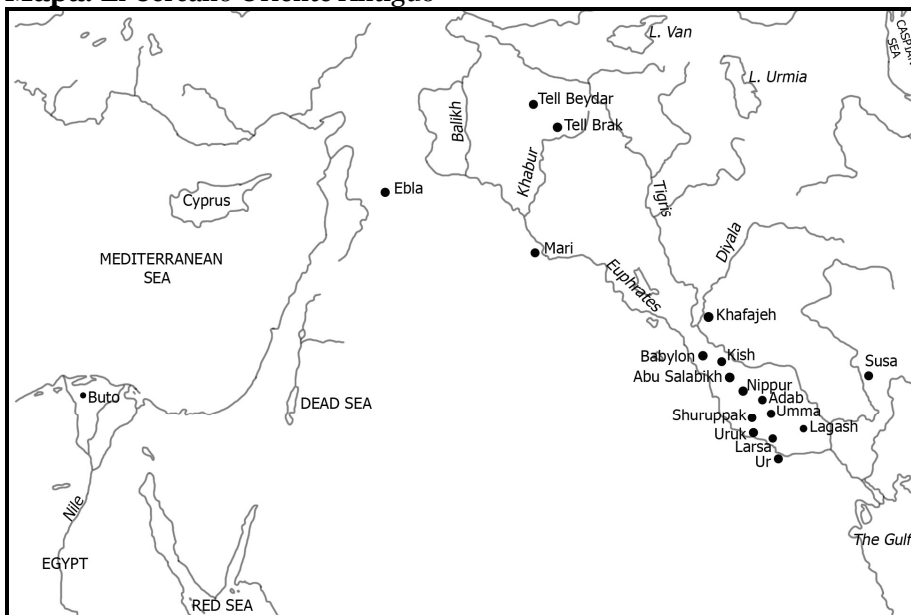 Mapa. El Cercano Oriente Antiguo
L. Van
CASPIAN
SEA
L. Urmia
Tell Beydar
Balikh
Tell Brak
Khabur
Ebla
Cyprus
Tigris
Mari
Diyala
MEDITERRANEAN
SEA
Euphrates
Khafajeh
Babylon
Kish
Susa
Abu Salabikh
Nippur
Buto
Adab
DEAD SEA
Umma
Shuruppak
Lagash
Uruk
Larsa
Ur
Nile
The Gulf
EGYPT
RED SEA